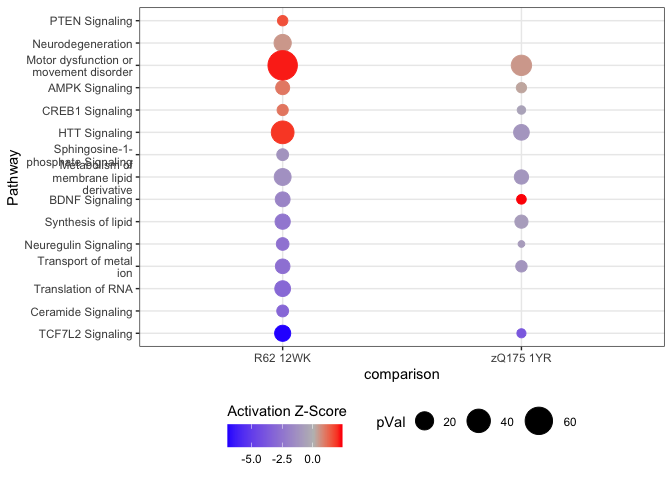 PTEN Signaling
Neurodegeneration
Motor dysfunction or
movement disorder
AMPK Signaling
CREB1 Signaling
HTT Signaling
Sphingosine-1-
phosphate Signaling
Metabolism of
membrane lipid
derivative
BDNF Signaling
Synthesis of lipid
Neuregulin Signaling
Transport of metal
ion
Translation of RNA
Ceramide Signaling
TCF7L2 Signaling
Pathway
R62 12WK zQ175 1YR
comparison
Activation Z-Score
-5.0 -2.5 0.0
pVal 20 40 60